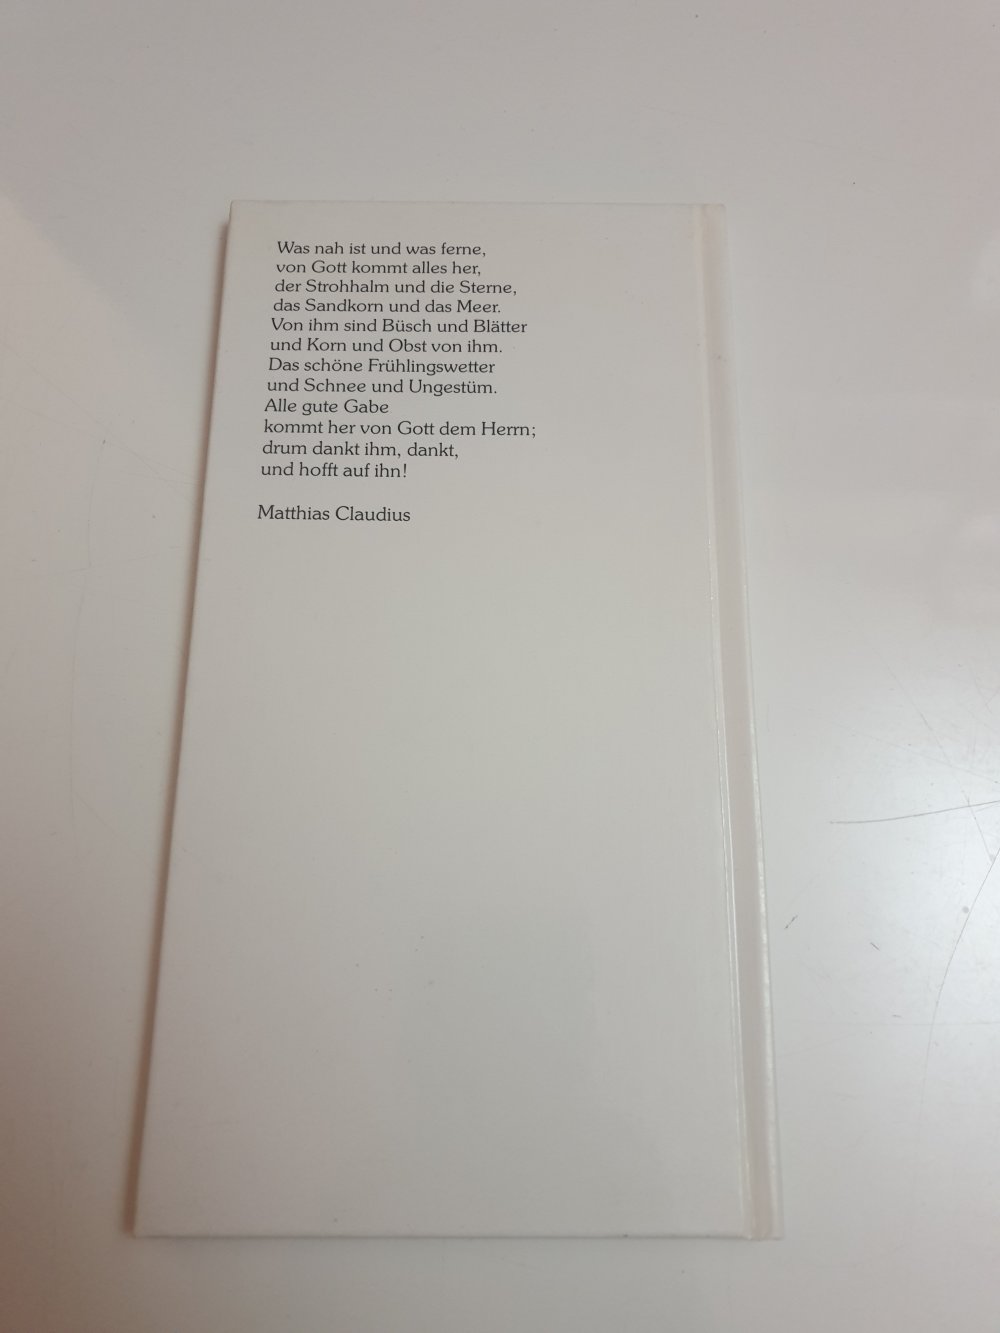 Was nah ist und was ferne,
von Gott kommt alles her,
der Strohhalm und die Sterne,
das Sandkorn und das Meer.
Von ihm sind Büsch und Blätter
und Korn und Obst von ihm.
Das schöne Frühlingswetter
und Schnee und Ungestüm.
Alle gute Gabe
kommt her von Gott dem Herrn;
drum dankt ihm, dankt,
und hofft auf ihn!
Matthias Claudius